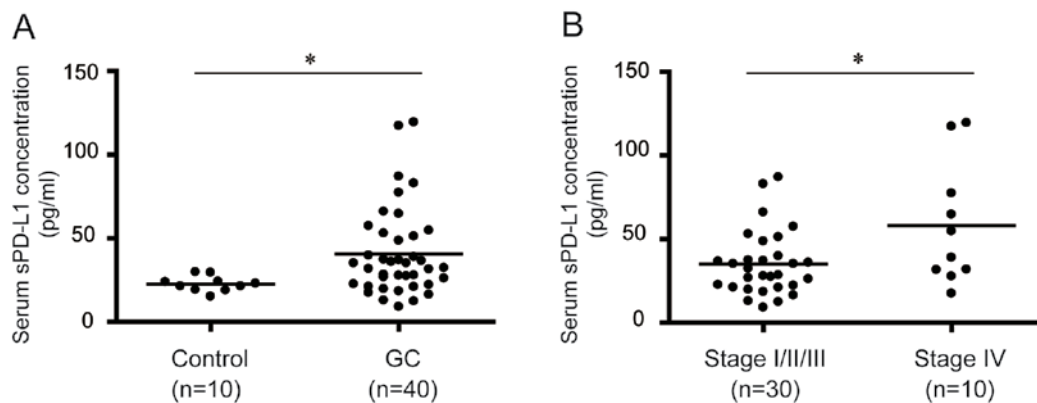 A
Serum sPD-L1 concentration
(pg/ml)
150
100
50
0
*
Control
(n=10)
GC
(n=40)
B
Serum sPD-L1 concentration
(pg/ml)
150
100
50
0
*
Stage I/II/III
(n=30)
Stage IV
(n=10)